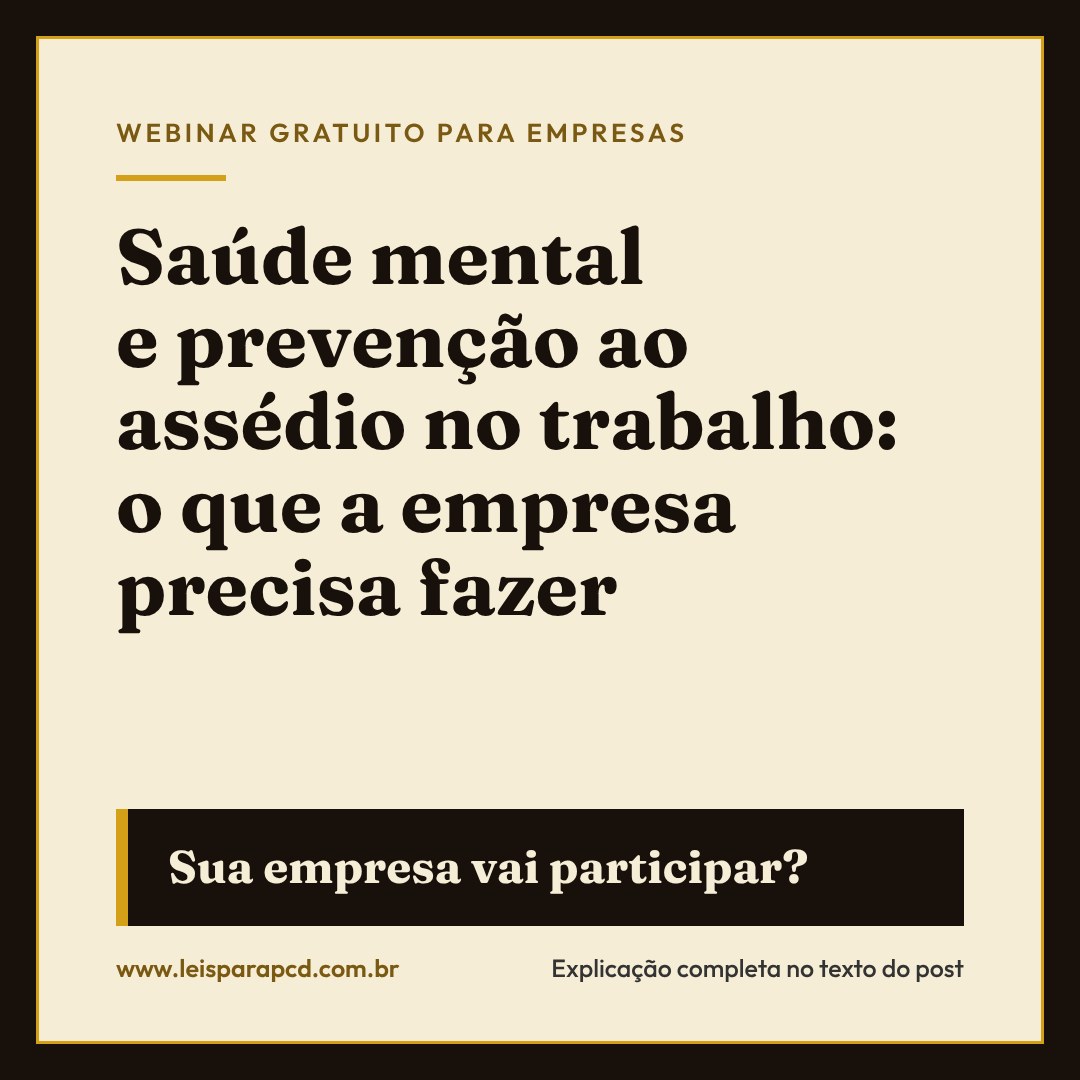 WEBINAR GRATUITO PARA EMPRESAS
Saúde mental
e prevenção ao
assédio no trabalho:
o que a empresa
precisa fazer
Sua empresa vai participar?
www.leisparapcd.com.br
Explicação completa no texto do post